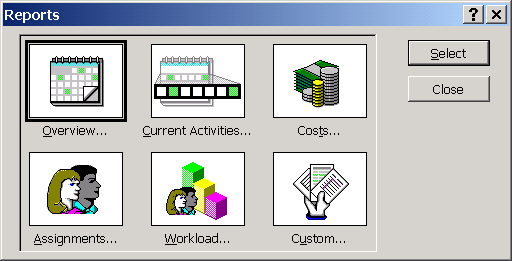 Reports
Select
Close
Overview...
Current Activities...
Costs...
Assignments...
Workload...
Custom...